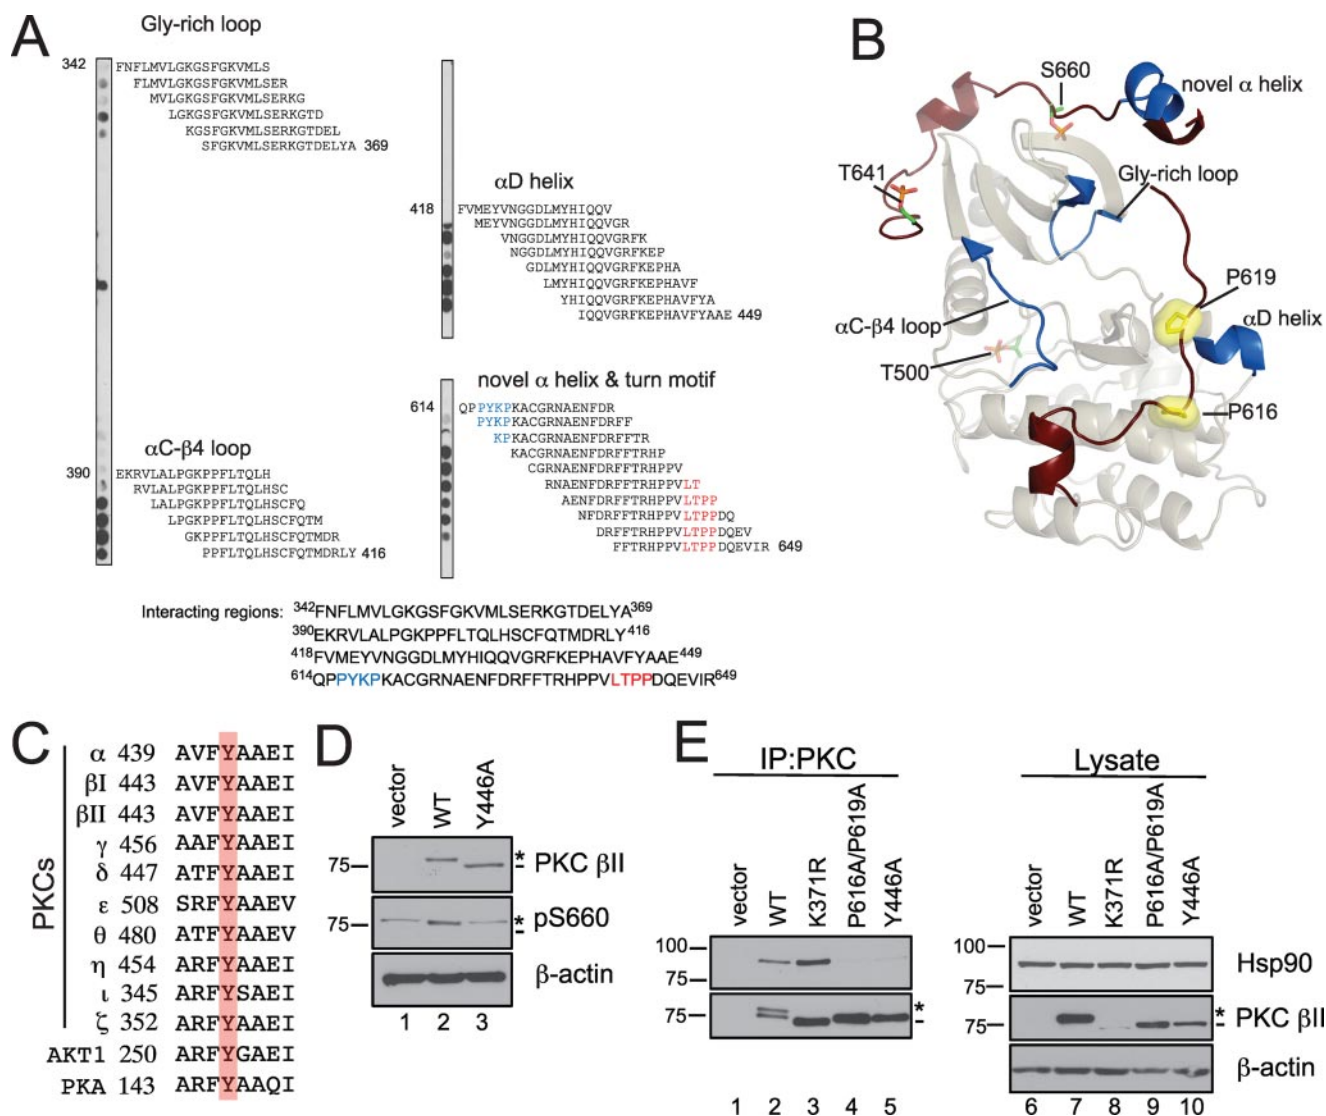 A
Gly-rich loop
342
FNFLMVLGKGSFGKVMLS
FLMVLGKGSFGKVMLSER
MVLGKGSFGKVMLSERKG
LGKGSFGKVMLSERKGTD
KGSFGKVMLSERKGTDEL
SFGKVMLSERKGTDELYA 369
αC-β4 loop
390
EKRVLALPGKPPFLTQLH
RVLALPGKPPFLTQLHSC
LALPGKPPFLTQLHSCFQ
LPGKPPFLTQLHSCFQTM
GKPPFLTQLHSCFQTMDR
PPFLTQLHSCFQTMDRLY 416
αD helix
418
FVMEYVNGGDLMYHIQQV
MEYVNGGDLMYHIQQVGR
VNGGDLMYHIQQVGRFK
NGGDLMYHIQQVGRFKEP
GDLMYHIQQVGRFKEPHA
LMYHIQQVGRFKEPHAVF
YHIQQVGRFKEPHAVFYA
IQQVGRFKEPHAVFYAAE 449
novel α helix & turn motif
614
QPPYKPKACGRNAENFDR
PYKPKACGRNAENFDRFF
KPKACGRNAENFDRFFTR
KACGRNAENFDRFFTRHP
CGRNAENFDRFFTRHPPV
RNAENFDRFFTRHPPVLT
AENFDRFFTRHPPVLTPP
NFDRFFTRHPPVLTPPDQ
DRFFTRHPPVLTPPDQEV
FFTRHPPVLTPPDQEVIR 649
Interacting regions: 342FNFLMVLGKGSFGKVMLSERKGTDELYA369
390EKRVLALPGKPPFLTQLHSCFQTMDRLY416
418FVMEYVNGGDLMYHIQQVGRFKEPHAVFYAAE449
614QPPYKPKACGRNAENFDRFFTRHPPVLTPPDQEVIR649
B
S660
novel α helix
T641
Gly-rich loop
P619
αC-β4 loop
αD helix
T500
P616
C
PKCs
α 439 AVFYAAEI
βI 443 AVFYAAEI
βII 443 AVFYAAEI
γ 456 AAFYAAEI
δ 447 ATFYAAEI
ε 508 SRFYAAEV
θ 480 ATFYAAEV
η 454 ARFYAAEI
ι 345 ARFYSAEI
ζ 352 ARFYAAEI
AKT1 250 ARFYGAEI
PKA 143 ARFYAAQI
D
vector WT Y446A
75 * PKC βII
75 * pS660
β-actin
1 2 3
E
IP:PKC
vector WT K371R P616A/P619A Y446A
100
75
75 *
1 2 3 4 5
Lysate
vector WT K371R P616A/P619A Y446A
100
75
Hsp90
75 * PKC βII
β-actin
6 7 8 9 10